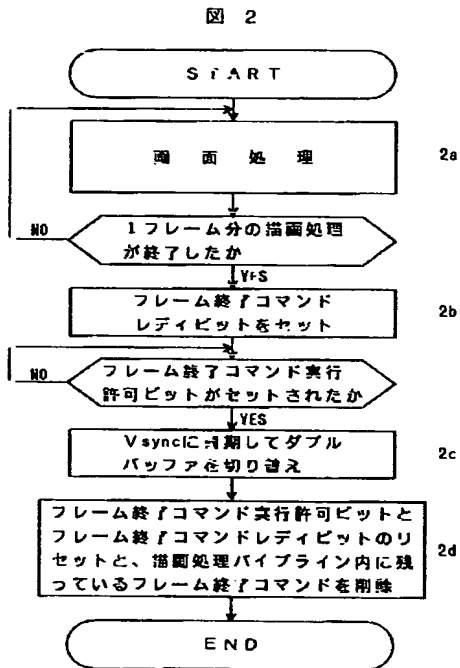 図 2
START
画面処理
2a
1フレーム分の描画処理
が終了したか
NO
YES
フレーム終了コマンド
レディビットをセット
2b
フレーム終了コマンド実行
許可ビットがセットされたか
NO
YES
Vsyncに同期してダブル
バッファを切り替え
2c
フレーム終了コマンド実行許可ビットと
フレーム終了コマンドレディビットのリ
セットと、描画処理パイプライン内に残
っているフレーム終了コマンドを削除
2d
END